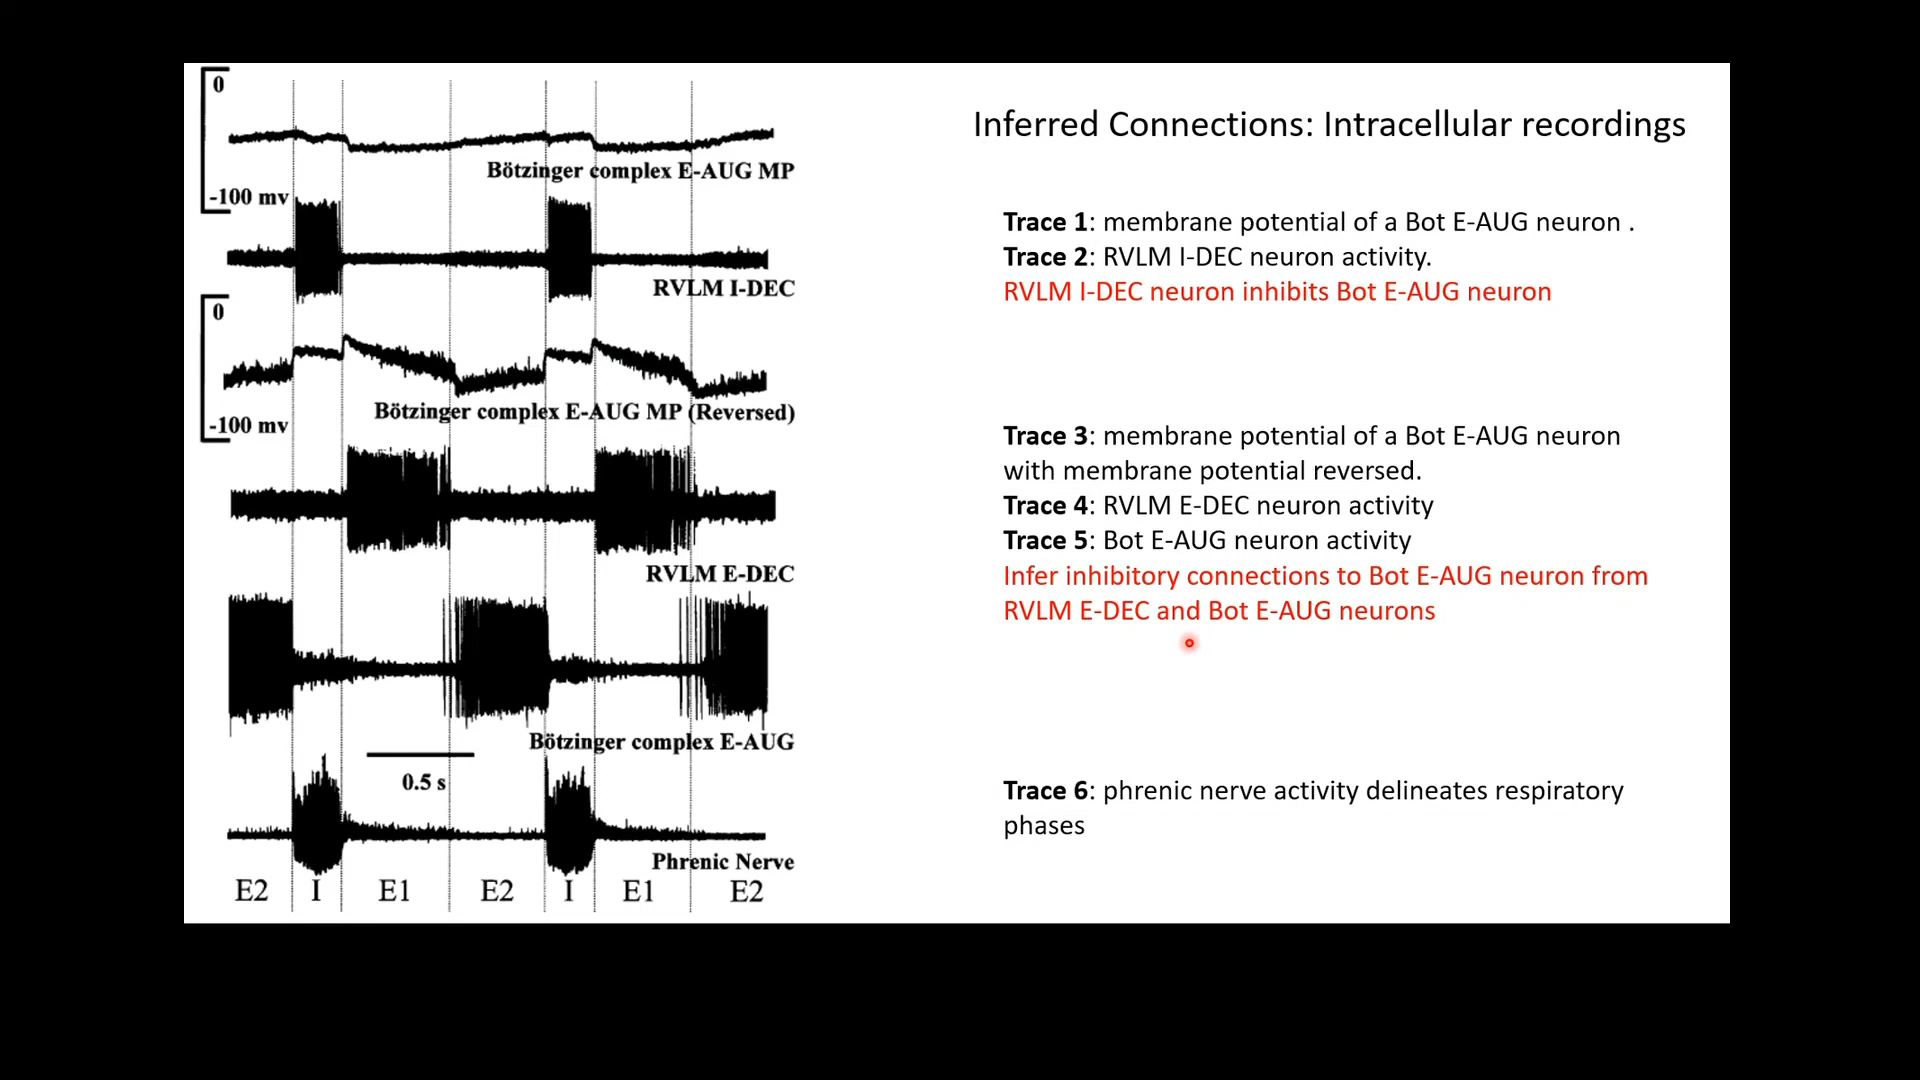 0
-100 mv
Bötzinger complex E-AUG MP
RVLM I-DEC
0
-100 mv
Bötzinger complex E-AUG MP (Reversed)
RVLM E-DEC
Bötzinger complex E-AUG
0.5 s
Phrenic Nerve
E2 I E1 E2 I E1 E2
Inferred Connections: Intracellular recordings
Trace 1: membrane potential of a Bot E-AUG neuron .
Trace 2: RVLM I-DEC neuron activity.
RVLM I-DEC neuron inhibits Bot E-AUG neuron
Trace 3: membrane potential of a Bot E-AUG neuron
with membrane potential reversed.
Trace 4: RVLM E-DEC neuron activity
Trace 5: Bot E-AUG neuron activity
Infer inhibitory connections to Bot E-AUG neuron from
RVLM E-DEC and Bot E-AUG neurons
Trace 6: phrenic nerve activity delineates respiratory
phases